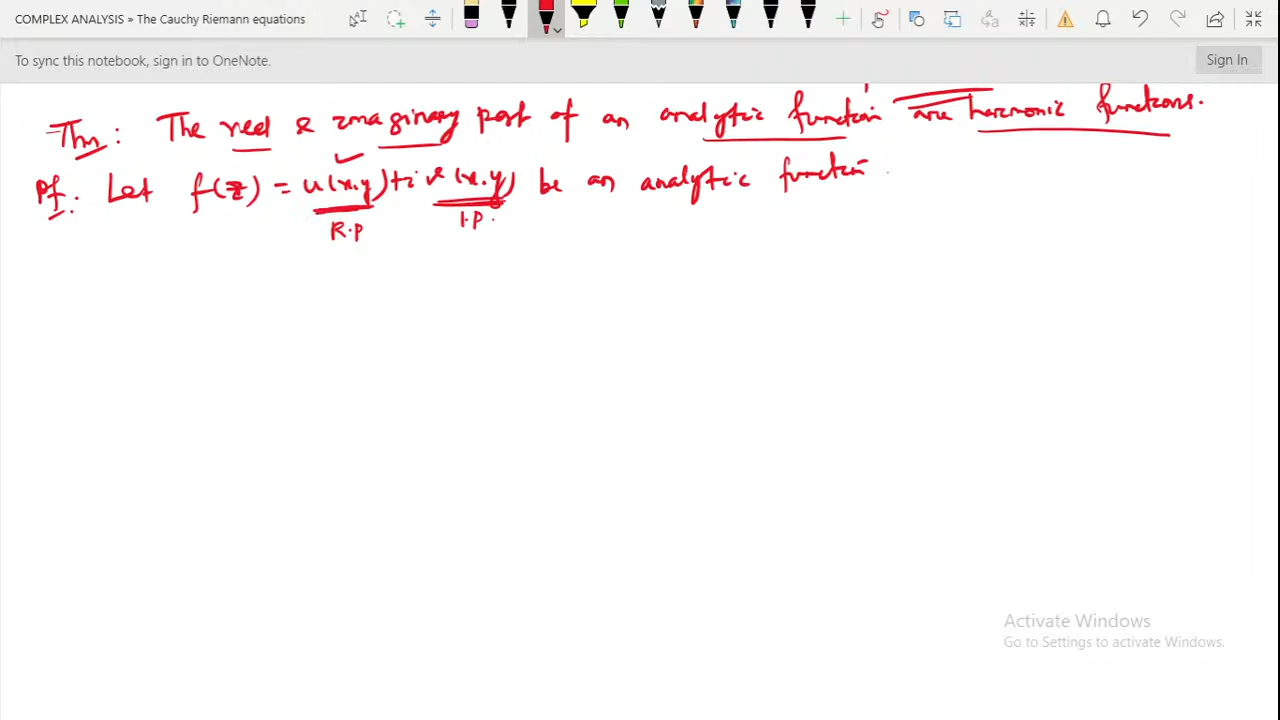 COMPLEX ANALYSIS » The Cauchy Riemann equations
To sync this notebook, sign in to OneNote.
Sign In
Thm: The real & imaginary part of an analytic function are harmonic functions.
Pf: Let f(z) = u(x,y)+i v(x,y) be an analytic function
R.P I.P.
Activate Windows
Go to Settings to activate Windows.